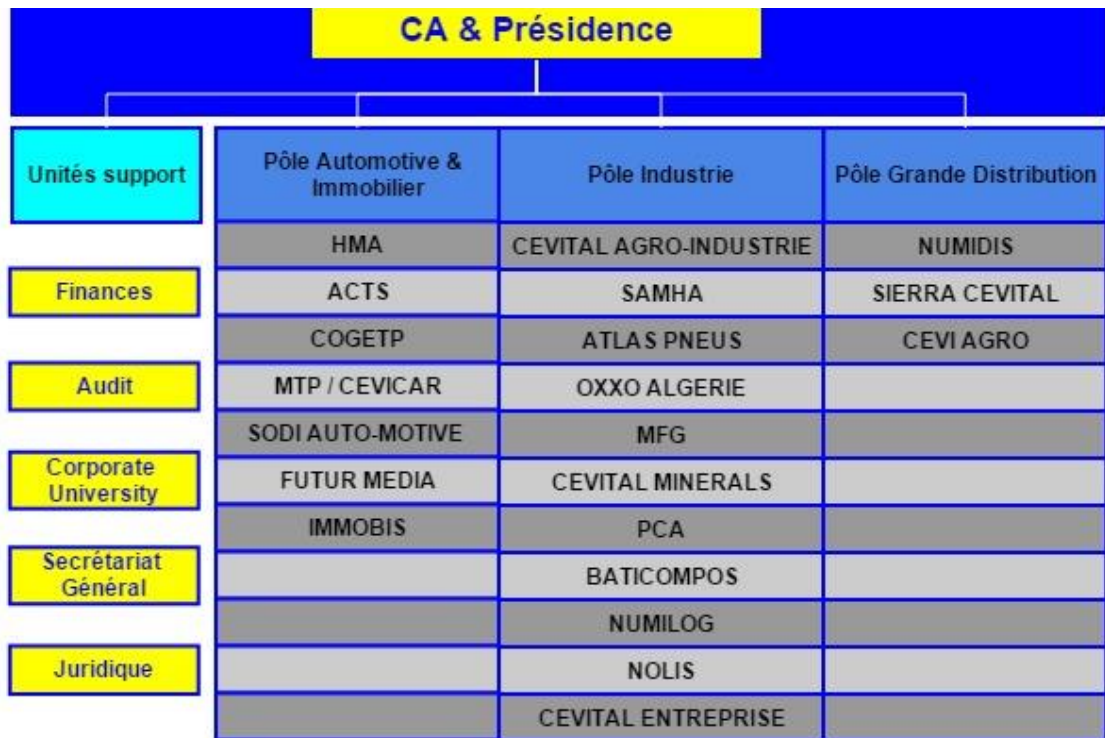 CA & Présidence
Unités support
Pôle Automotive &
Immobilier
Pôle Industrie
Pôle Grande Distribution
HMA
CEVITAL AGRO-INDUSTRIE
NUMIDIS
Finances
ACTS
SAMHA
SIERRA CEVITAL
COGETP
ATLAS PNEUS
CEVI AGRO
Audit
MTP / CEVICAR
OXXO ALGERIE
SODI AUTO-MOTIVE
MFG
Corporate
University
FUTUR MEDIA
CEVITAL MINERALS
IMMOBIS
PCA
Secrétariat
Général
BATICOMPOS
NUMILOG
Juridique
NOLIS
CEVITAL ENTREPRISE